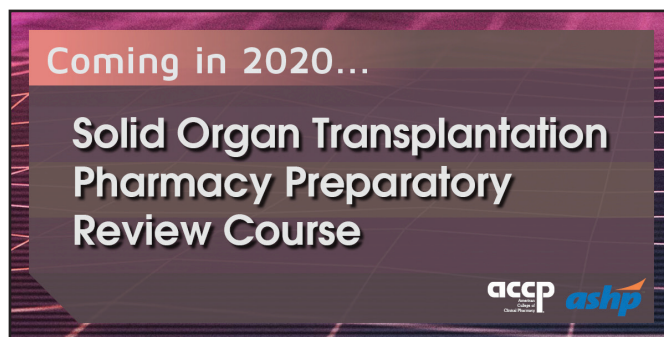 Coming in 2020...
Solid Organ Transplantation
Pharmacy Preparatory
Review Course
accp
American
College of
Clinical Pharmacy
ashp